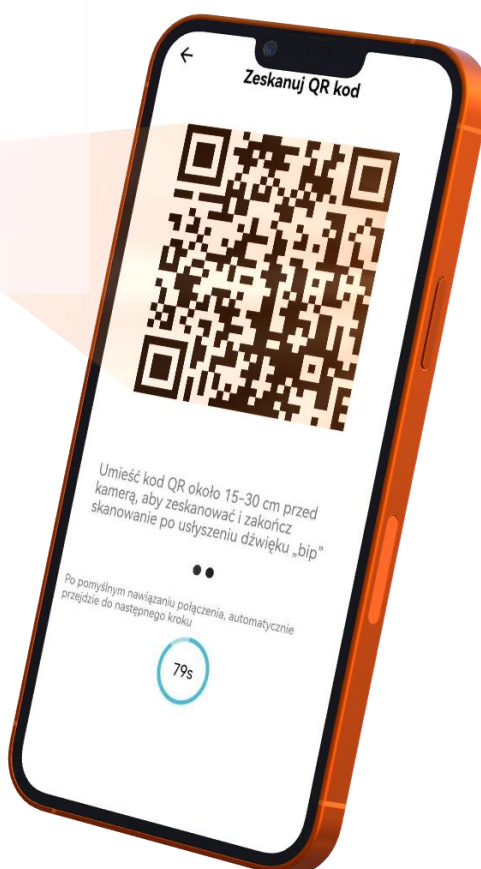 Zeskanuj QR kod
Umieść kod QR około 15-30 cm przed
kamerą, aby zeskanować i zakończ
skanowanie po usłyszeniu dźwięku „bip”
Po pomyślnym nawiązaniu połączenia, automatycznie
przejdzie do następnego kroku
79s